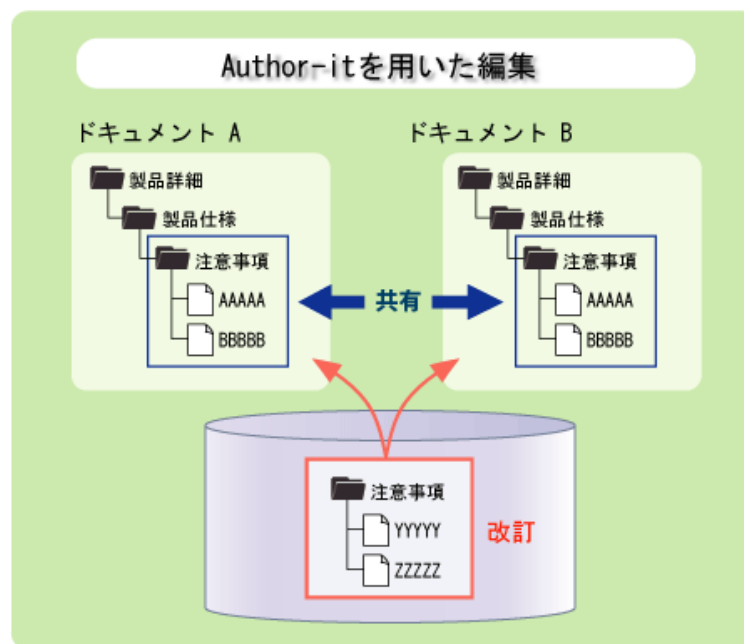 Author-itを用いた編集
ドキュメント A
ドキュメント B
製品詳細
製品仕様
注意事項
AAAAA
BBBBB
共有
製品詳細
製品仕様
注意事項
AAAAA
BBBBB
注意事項
YYYYY
ZZZZZ
改訂